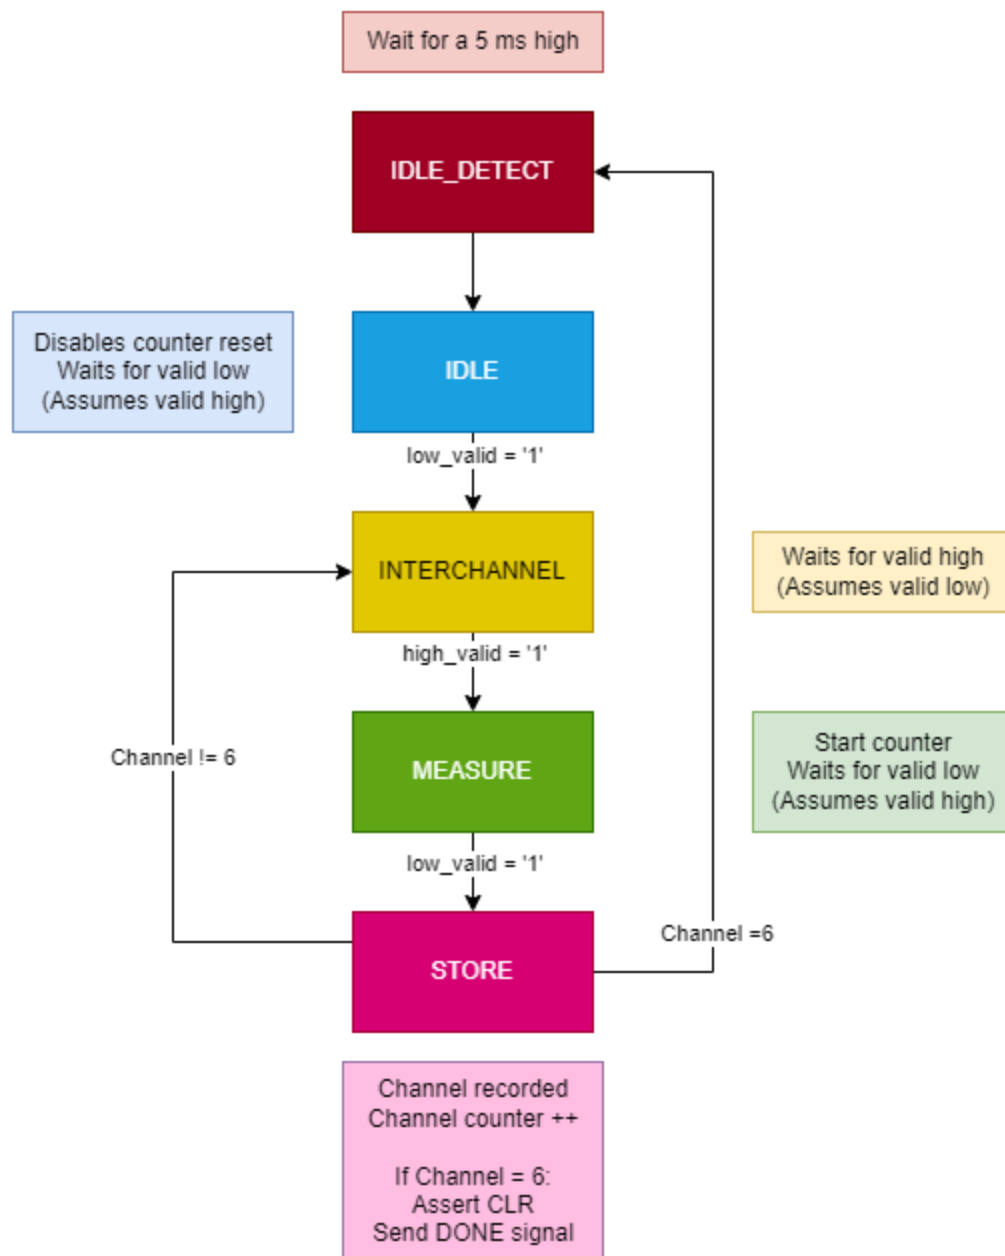 Wait for a 5 ms high
IDLE_DETECT
Disables counter reset
Waits for valid low
(Assumes valid high)
IDLE
low_valid = '1'
INTERCHANNEL
Waits for valid high
(Assumes valid low)
high_valid = '1'
Channel != 6
MEASURE
Start counter
Waits for valid low
(Assumes valid high)
low_valid = '1'
Channel =6
STORE
Channel recorded
Channel counter ++
If Channel = 6:
Assert CLR
Send DONE signal